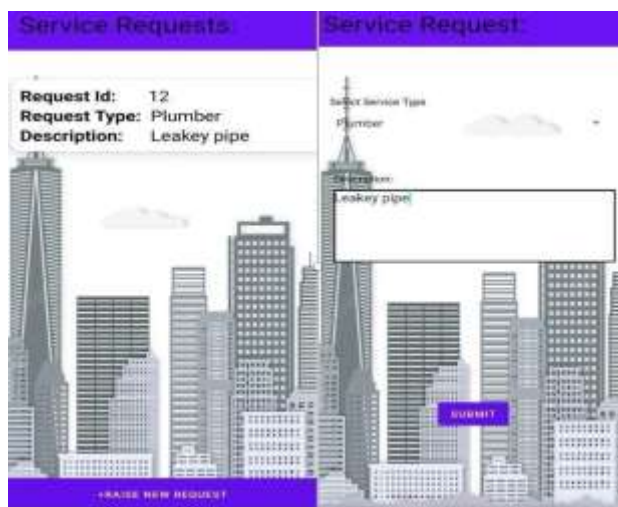 Service Requests:
Request Id: 12
Request Type: Plumber
Description: Leakey pipe
+RAISE NEW REQUEST
Service Request:
Select Service Type
Plumber
Description:
Leakey pipe
SUBMIT